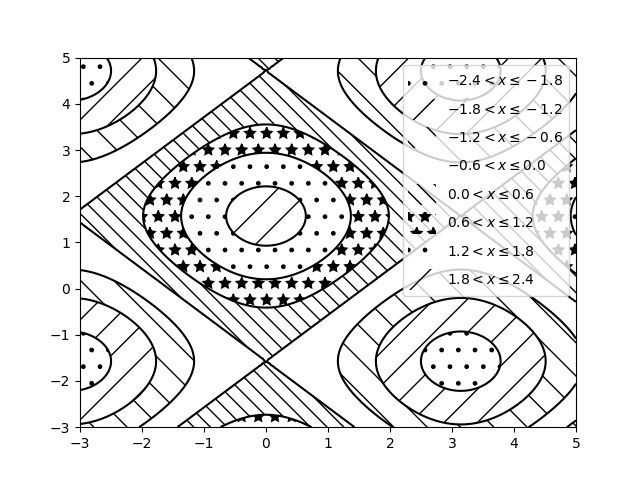 5
4
3
2
1
0
−1
−2
−3
−3 −2 −1 0 1 2 3 4 5
−2.4 < x ≤ −1.8
−1.8 < x ≤ −1.2
−1.2 < x ≤ −0.6
−0.6 < x ≤ 0.0
0.0 < x ≤ 0.6
0.6 < x ≤ 1.2
1.2 < x ≤ 1.8
1.8 < x ≤ 2.4